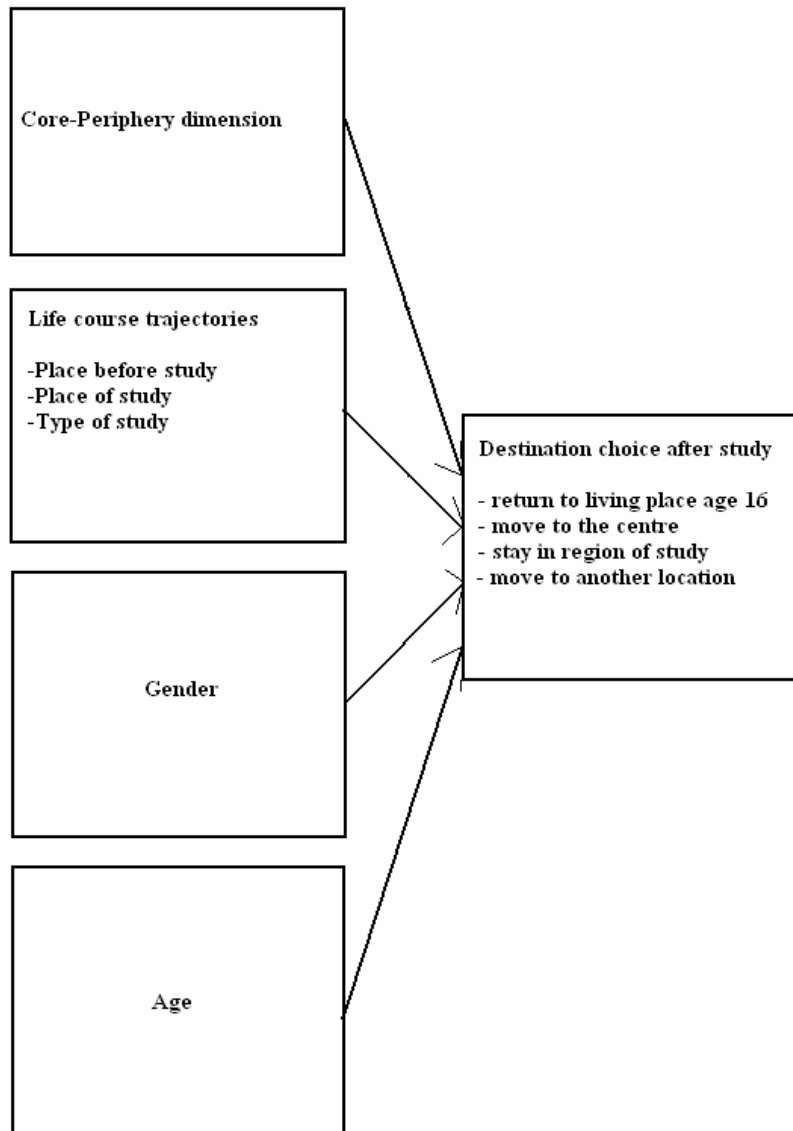 Core-Periphery dimension
Life course trajectories
-Place before study
-Place of study
-Type of study
Destination choice after study
- return to living place age 16
- move to the centre
- stay in region of study
- move to another location
Gender
Age